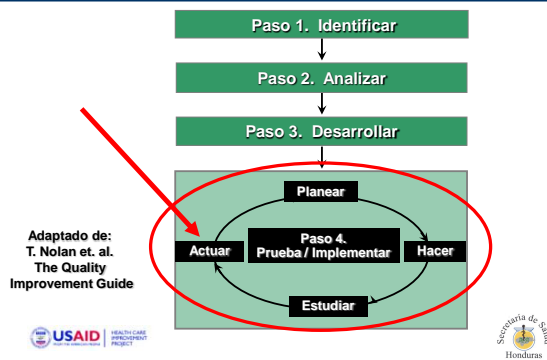 Paso 1. Identificar
Paso 2. Analizar
Paso 3. Desarrollar
Planear
Paso 4.
Prueba / Implementar
Actuar
Hacer
Estudiar
Adaptado de:
T. Nolan et. al.
The Quality
Improvement Guide
USAID
HEALTH CARE
IMPROVEMENT
PROJECT
Secretaria de Salud
Honduras